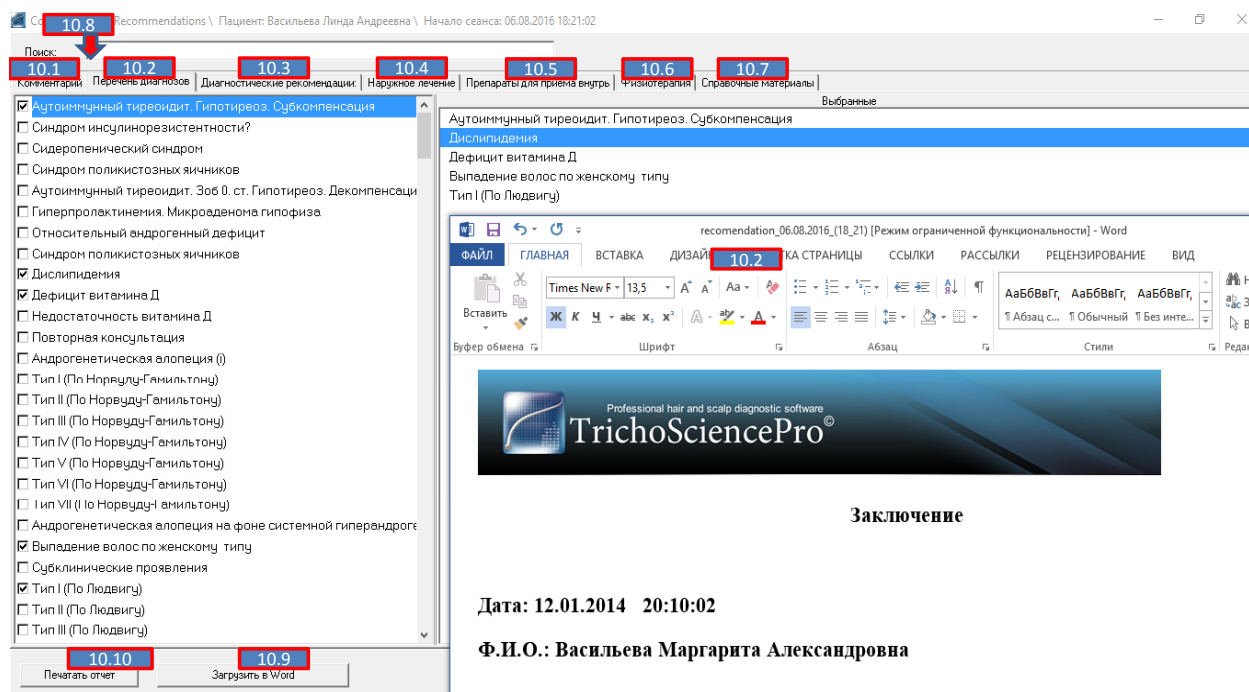 Recommendations \ Пациент: Васильева Линда Андреевна \ Начало сеанса: 06.08.2016 18:21:02
10.8
Поиск:
10.1 10.2 10.3 10.4 10.5 10.6 10.7
Комментарий Перечень диагнозов Диагностические рекомендации: Наружное лечение Препараты для приема внутрь Физиотерапия Справочные материалы
Выбранные
Аутоиммунный тиреоидит. Гипотиреоз. Субкомпенсация
Синдром инсулинорезистентности?
Сидеропенический синдром
Синдром поликистозных яичников
Аутоиммунный тиреоидит. Зоб 0. ст. Гипотиреоз. Декомпенсаци
Гиперпролактинемия. Микроаденома гипофиза
Относительный андрогенный дефицит
Синдром поликистозных яичников
Дислипидемия
Дефицит витамина Д
Недостаточность витамина Д
Повторная консультация
Андрогенетическая алопеция (i)
Тип I (По Норвуду-Гамильтону)
Тип II (По Норвуду-Гамильтону)
Тип III (По Норвуду-Гамильтону)
Тип IV (По Норвуду-Гамильтону)
Тип V (По Норвуду-Гамильтону)
Тип VI (По Норвуду-Гамильтону)
Тип VII (По Норвуду-Гамильтону)
Андрогенетическая алопеция на фоне системной гиперандроге
Выпадение волос по женскому типу
Субклинические проявления
Тип I (По Людвигу)
Тип II (По Людвигу)
Тип III (По Людвигу)
Аутоиммунный тиреоидит. Гипотиреоз. Субкомпенсация
Дислипидемия
Дефицит витамина Д
Выпадение волос по женскому типу
Тип I (По Людвигу)
recomendation_06.08.2016_(18_21) [Режим ограниченной функциональности] - Word
ФАЙЛ ГЛАВНАЯ ВСТАВКА ДИЗАЙ КА СТРАНИЦЫ ССЫЛКИ РАССЫЛКИ РЕЦЕНЗИРОВАНИЕ ВИД
10.2
Вставить
Times New F 13,5 Aa
Ж К Ч abc x₂ x²
АаБбВвГг, АаБбВвГг, АаБбВвГг,
¶ Абзац с... ¶ Обычный ¶ Без инте...
Буфер обмена Шрифт Абзац Стили Редак
Professional hair and scalp diagnostic software
TrichoSciencePro©
Заключение
Дата: 12.01.2014 20:10:02
Ф.И.О.: Васильева Маргарита Александровна
10.10 10.9
Печатать отчет Загрузить в Word